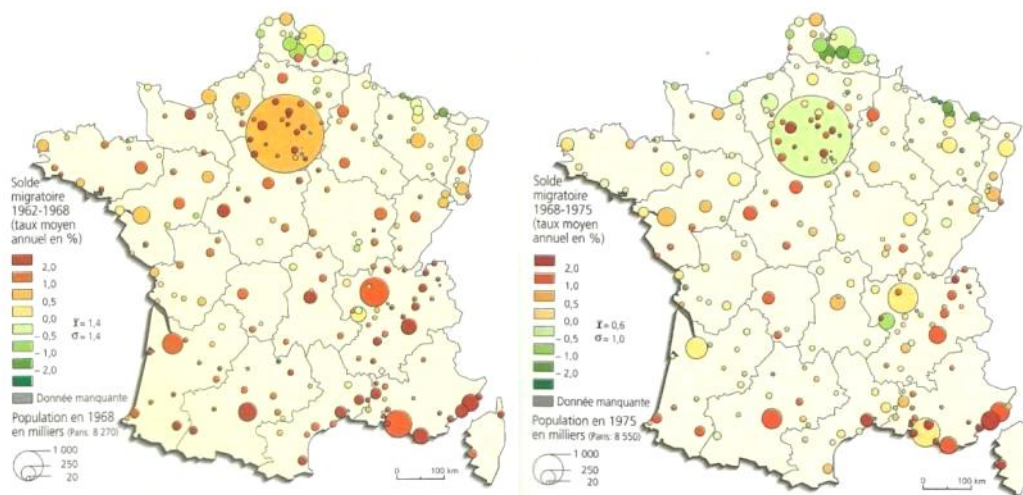 Solde
migratoire
1962-1968
(taux moyen
annuel en %)
2,0
1,0
0,5
0,0
– 0,5
– 1,0
– 2,0
x̄ = 1,4
σ = 1,4
Donnée manquante
Population en 1968
en milliers (Paris: 8 270)
1 000
250
20
0 100 km
Solde
migratoire
1968-1975
(taux moyen
annuel en %)
2,0
1,0
0,5
0,0
– 0,5
– 1,0
– 2,0
x̄ = 0,6
σ = 1,0
Donnée manquante
Population en 1975
en milliers (Paris: 8 550)
1 000
250
20
0 100 km